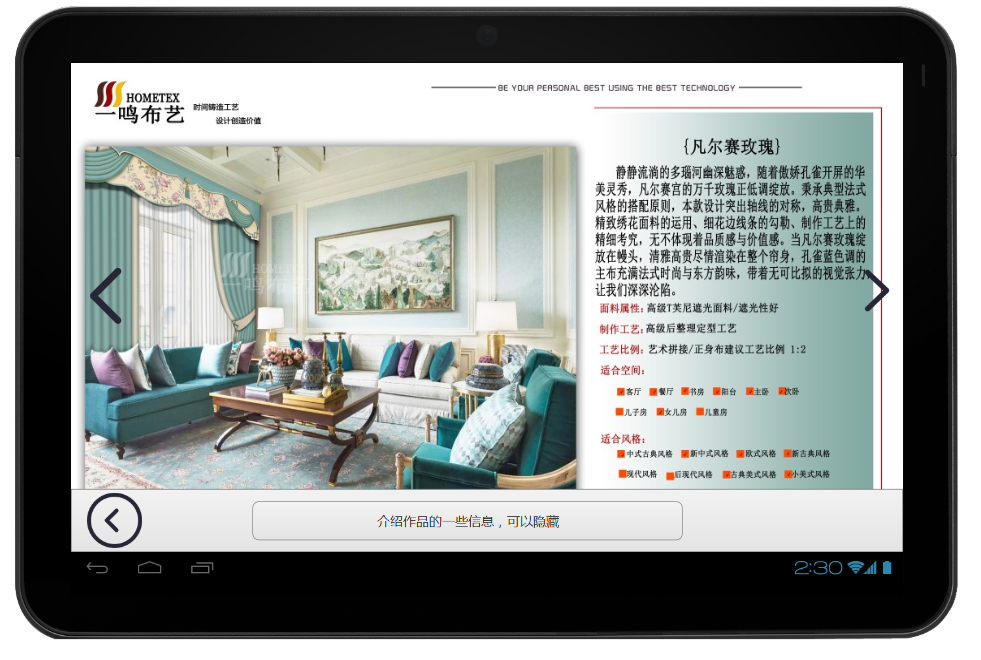 HOMETEX
一鸣布艺
时间铸造工艺
设计创造价值
BE YOUR PERSONAL BEST USING THE BEST TECHNOLOGY
{凡尔赛玫瑰}
静静流淌的多瑙河幽深魅惑，随着傲娇孔雀开屏的华
美灵秀，凡尔赛宫的万千玫瑰正低调绽放。秉承典型法式
风格的搭配原则，本款设计突出轴线的对称，高贵典雅。
精致绣花面料的运用、细花边线条的勾勒、制作工艺上的
精细考究，无不体现着品质感与价值感。当凡尔赛玫瑰绽
放在幔头，清雅高贵尽情渲染在整个帘身，孔雀蓝色调的
主布充满法式时尚与东方韵味，带着无可比拟的视觉张力
让我们深深沦陷。
面料属性：高级T芙尼遮光面料/遮光性好
制作工艺：高级后整理定型工艺
工艺比例：艺术拼接/正身布建议工艺比例 1:2
适合空间：
客厅 餐厅 书房 阳台 主卧 次卧
儿子房 女儿房 儿童房
适合风格：
中式古典风格 新中式风格 欧式风格 新古典风格
现代风格 后现代风格 古典美式风格 小美式风格
HOMETEX
一鸣布艺
介绍作品的一些信息，可以隐藏
2:30